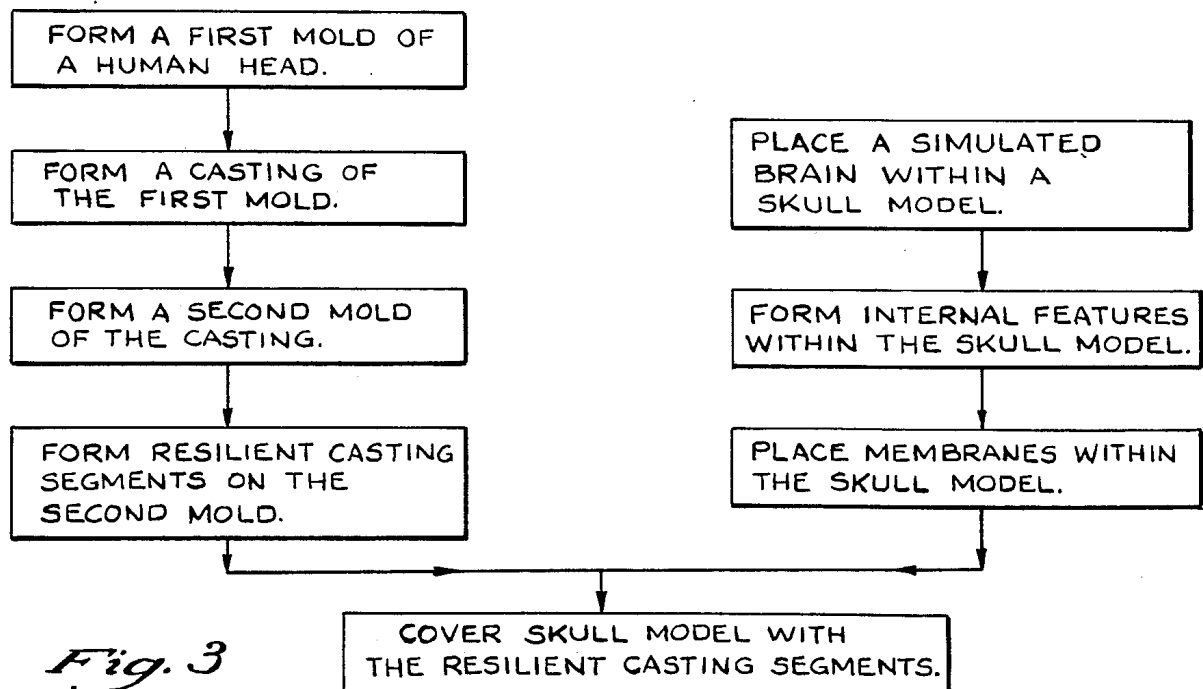 FORM A FIRST MOLD OF
A HUMAN HEAD.
FORM A CASTING OF
THE FIRST MOLD.
FORM A SECOND MOLD
OF THE CASTING.
FORM RESILIENT CASTING
SEGMENTS ON THE
SECOND MOLD.
PLACE A SIMULATED
BRAIN WITHIN A
SKULL MODEL.
FORM INTERNAL FEATURES
WITHIN THE SKULL MODEL.
PLACE MEMBRANES WITHIN
THE SKULL MODEL.
COVER SKULL MODEL WITH
THE RESILIENT CASTING SEGMENTS.
Fig. 3